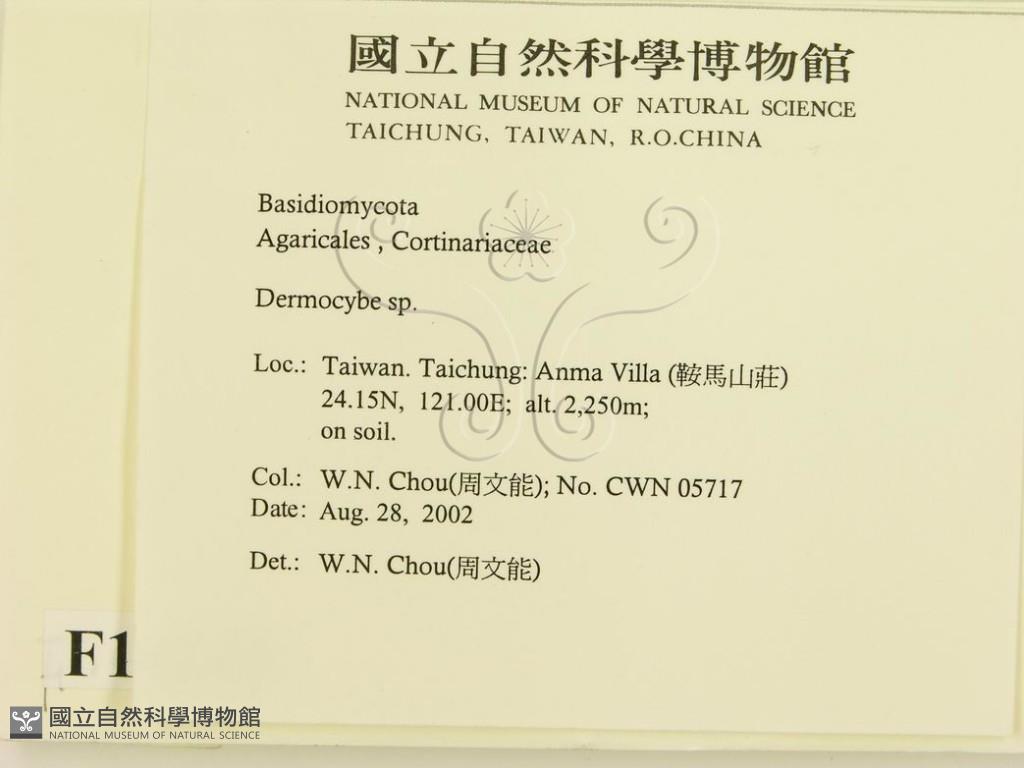 國立自然科學博物館
NATIONAL MUSEUM OF NATURAL SCIENCE
TAICHUNG, TAIWAN, R.O.CHINA
Basidiomycota
Agaricales , Cortinariaceae
Dermocybe sp.
Loc.: Taiwan. Taichung: Anma Villa (鞍馬山莊)
24.15N, 121.00E; alt. 2,250m;
on soil.
Col.: W.N. Chou(周文能); No. CWN 05717
Date: Aug. 28, 2002
Det.: W.N. Chou(周文能)
F1
國立自然科學博物館
NATIONAL MUSEUM OF NATURAL SCIENCE